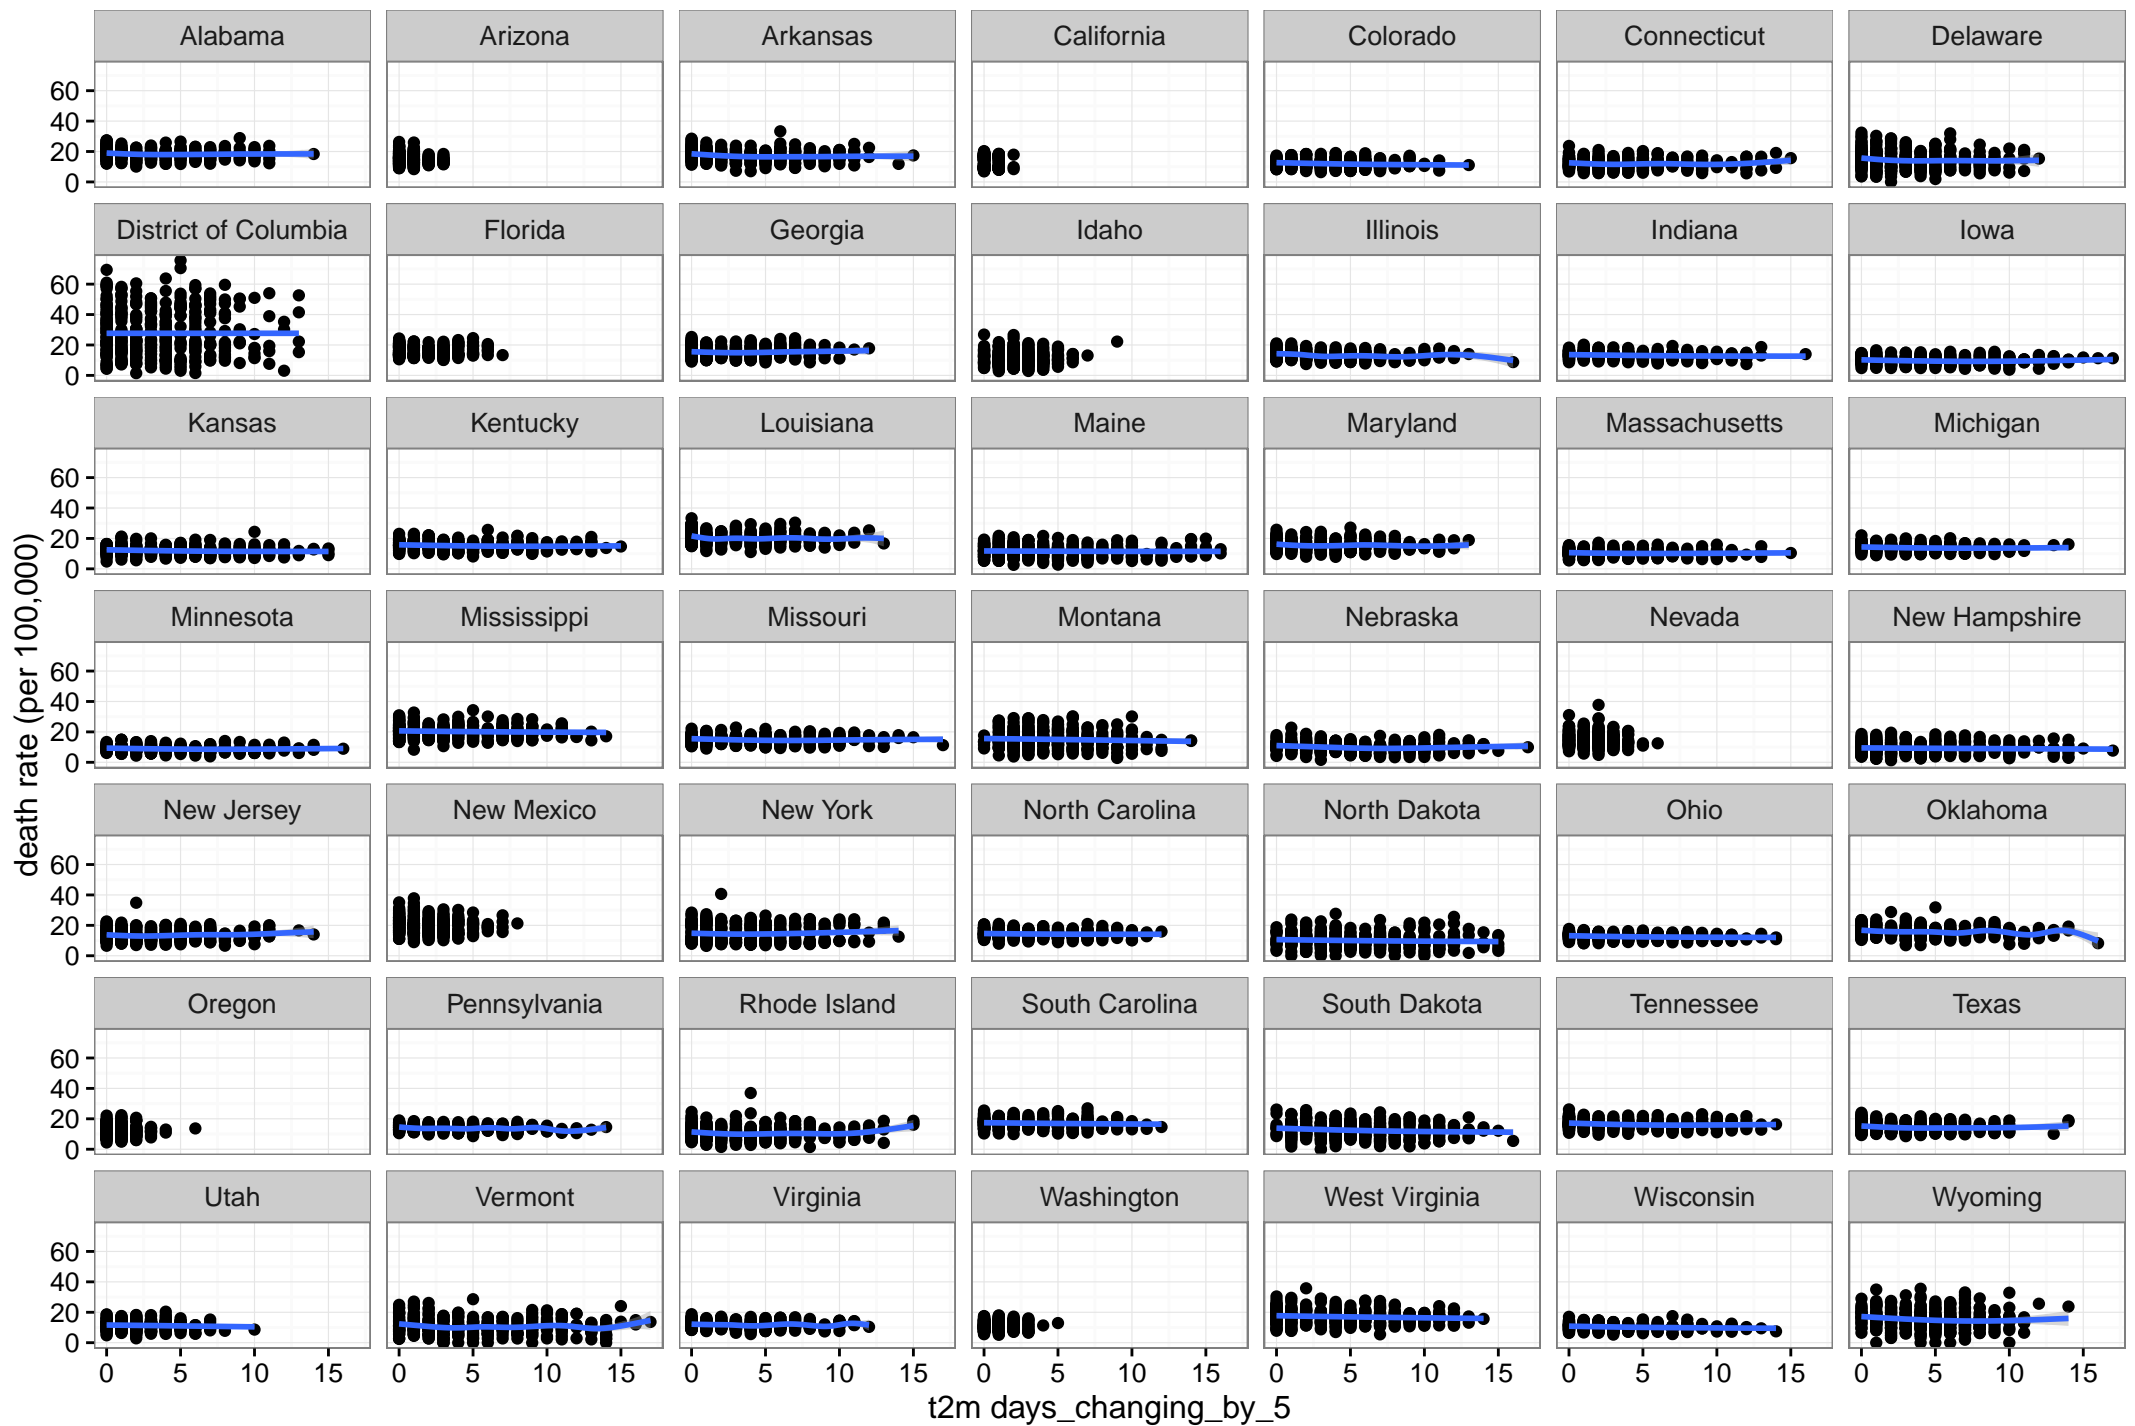 Alabama Arizona Arkansas California Colorado Connecticut Delaware
60
40
20
0
District of Columbia Florida Georgia Idaho Illinois Indiana Iowa
60
40
20
0
Kansas Kentucky Louisiana Maine Maryland Massachusetts Michigan
60
40
20
0
death rate (per 100,000)
Minnesota Mississippi Missouri Montana Nebraska Nevada New Hampshire
60
40
20
0
New Jersey New Mexico New York North Carolina North Dakota Ohio Oklahoma
60
40
20
0
Oregon Pennsylvania Rhode Island South Carolina South Dakota Tennessee Texas
60
40
20
0
Utah Vermont Virginia Washington West Virginia Wisconsin Wyoming
60
40
20
0
0 5 10 15 0 5 10 15 0 5 10 15 0 5 10 15 0 5 10 15 0 5 10 15 0 5 10 15
t2m days_changing_by_5